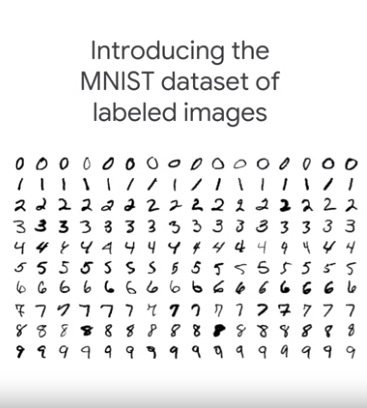 Introducing the
MNIST dataset of
labeled images
0 0 0 0 0 0 0 0 0 0 0 0 0 0 0 0
1 1 1 1 1 1 1 1 1 1 1 1 1 1 1 1
2 2 2 2 2 2 2 2 2 2 2 2 2 2 2 2
3 3 3 3 3 3 3 3 3 3 3 3 3 3 3 3
4 4 4 4 4 4 4 4 4 4 4 4 4 4 4 4
5 5 5 5 5 5 5 5 5 5 5 5 5 5 5 5
6 6 6 6 6 6 6 6 6 6 6 6 6 6 6 6
7 7 7 7 7 7 7 7 7 7 7 7 7 7 7 7
8 8 8 8 8 8 8 8 8 8 8 8 8 8 8 8
9 9 9 9 9 9 9 9 9 9 9 9 9 9 9 9